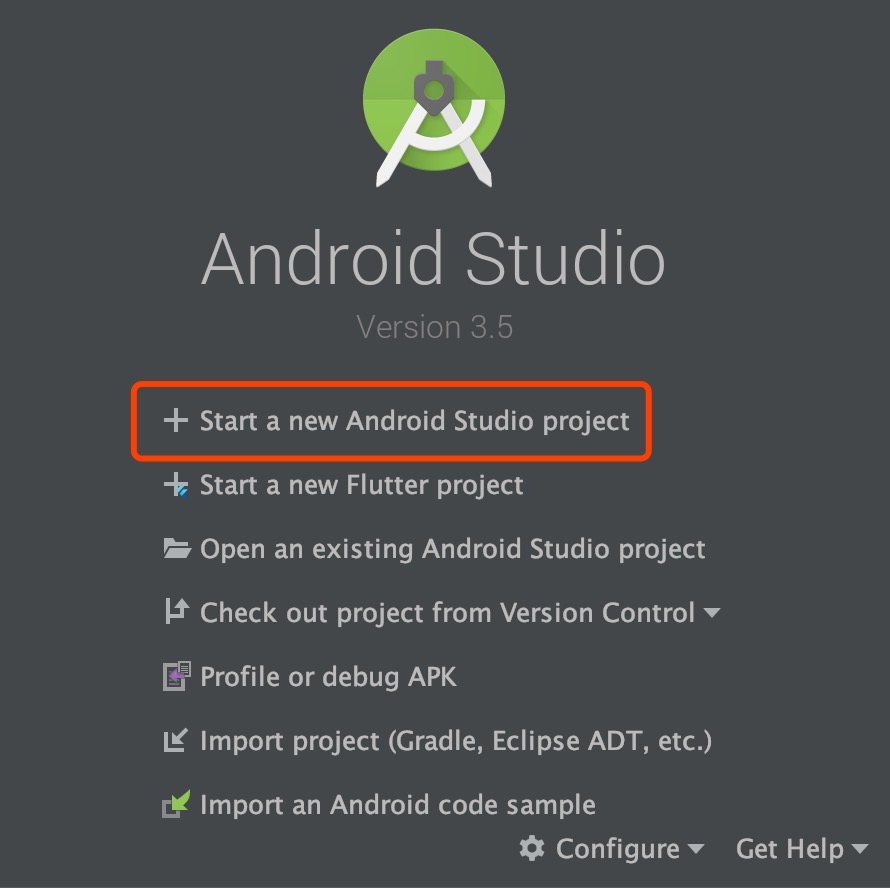 Android Studio
Version 3.5
Start a new Android Studio project
Start a new Flutter project
Open an existing Android Studio project
Check out project from Version Control
Profile or debug APK
Import project (Gradle, Eclipse ADT, etc.)
Import an Android code sample
Configure Get Help